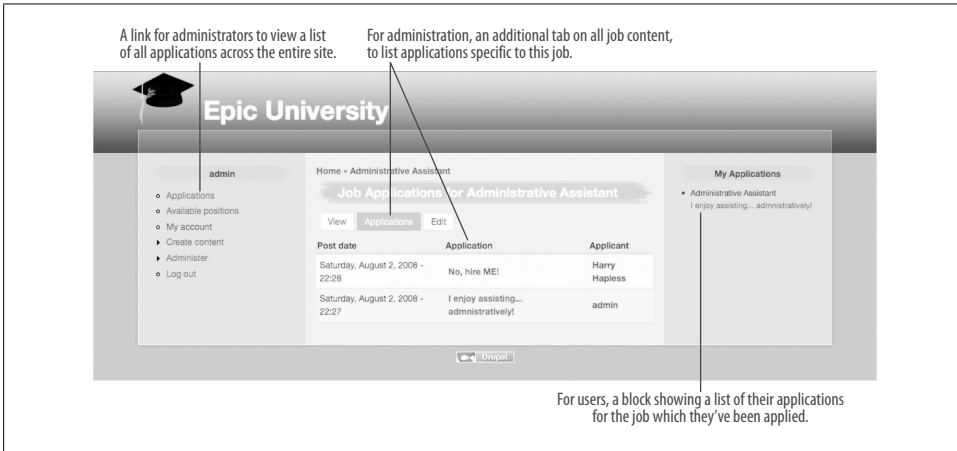 A link for administrators to view a list
of all applications across the entire site.
For administration, an additional tab on all job content,
to list applications specific to this job.
Epic University
admin
Applications
Available positions
My account
Create content
Administer
Log out
Home » Administrative Assistant
Job Applications for Administrative Assistant
View Applications Edit
Post date Application Applicant
Saturday, August 2, 2008 - No, hire ME! Harry
22:28 Hapless
Saturday, August 2, 2008 - I enjoy assisting... admin
22:27 admnistratively!
My Applications
Administrative Assistant
I enjoy assisting... admnistratively!
Drupal
For users, a block showing a list of their applications
for the job which they’ve been applied.